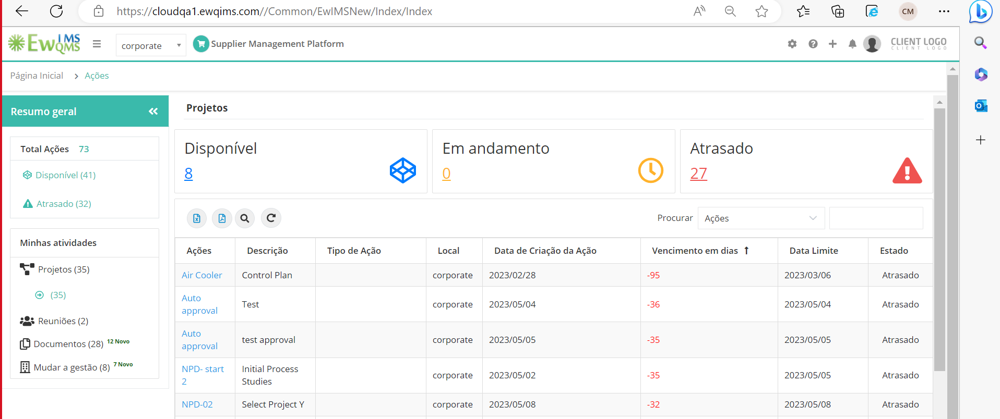 https://cloudqa1.ewqims.com//Common/EwIMSNew/Index/Index
CM
EwQMS IMS
corporate
Supplier Management Platform
CLIENT LOGO
CLIENT LOGO
Página Inicial > Ações
Resumo geral
Total Ações 73
Disponível (41)
Atrasado (32)
Minhas atividades
Projetos (35)
(35)
Reuniões (2)
Documentos (28) 12 Novo
Mudar a gestão (8) 7 Novo
Projetos
Disponível
8
Em andamento
0
Atrasado
27
Procurar Ações
Ações Descrição Tipo de Ação Local Data de Criação da Ação Vencimento em dias Data Limite Estado
Air Cooler Control Plan corporate 2023/02/28 -95 2023/03/06 Atrasado
Auto approval Test corporate 2023/05/04 -36 2023/05/04 Atrasado
Auto approval test approval corporate 2023/05/05 -35 2023/05/05 Atrasado
NPD- start 2 Initial Process Studies corporate 2023/05/02 -35 2023/05/05 Atrasado
NPD-02 Select Project Y corporate 2023/05/08 -32 2023/05/08 Atrasado